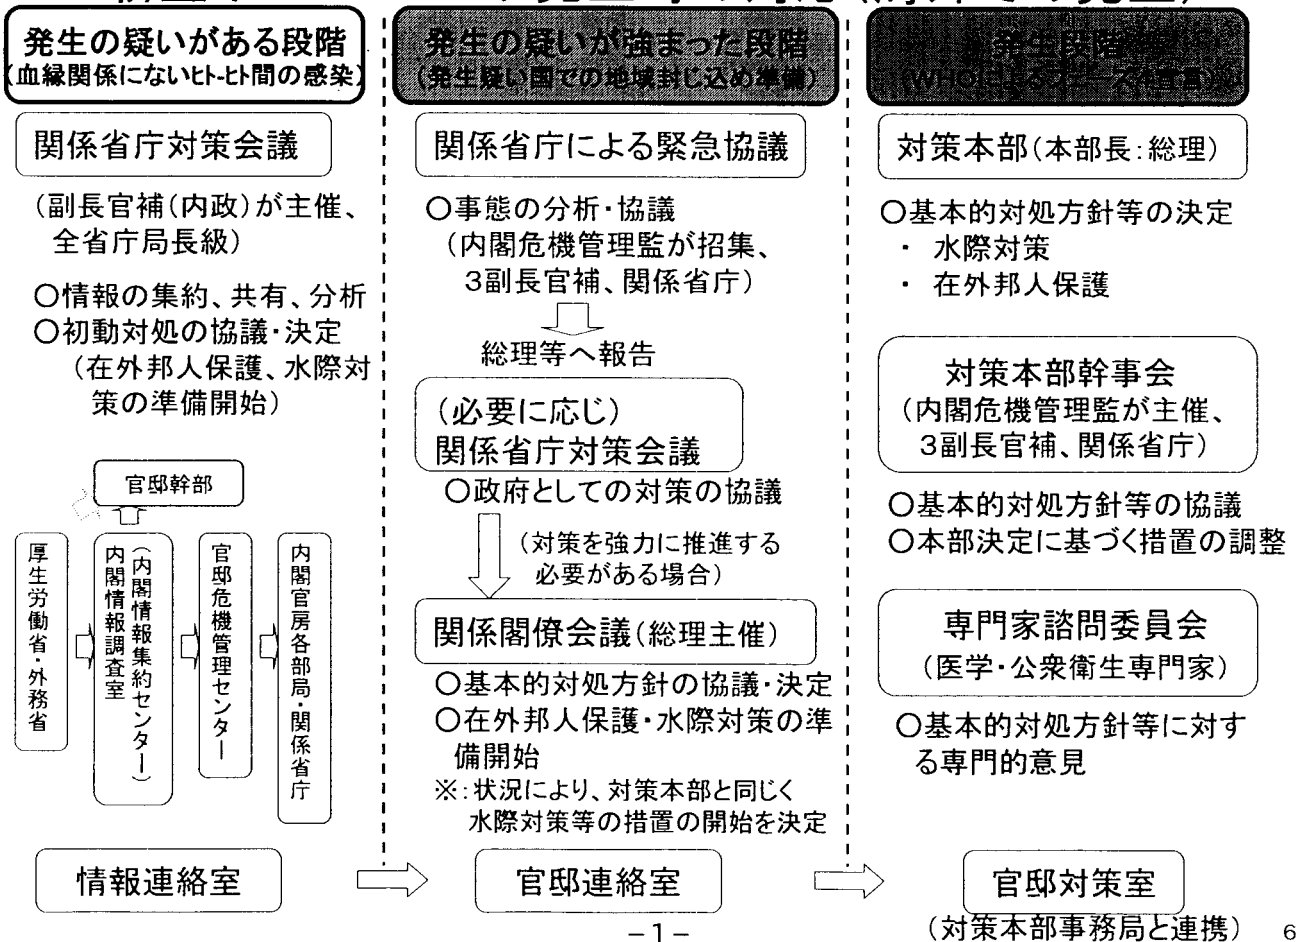 発生の疑いがある段階
(血縁関係にないヒト-ヒト間の感染)
関係省庁対策会議
(副長官補(内政)が主催、
全省庁局長級)
○情報の集約、共有、分析
○初動対処の協議・決定
(在外邦人保護、水際対
策の準備開始)
官邸幹部
厚生労働省・外務省
内閣情報調査室
(内閣情報集約センター)
官邸危機管理センター
内閣官房各部局・関係省庁
情報連絡室
発生の疑いが強まった段階
(発生疑い国での地域封じ込め準備)
関係省庁による緊急協議
○事態の分析・協議
(内閣危機管理監が招集、
3副長官補、関係省庁)
総理等へ報告
(必要に応じ)
関係省庁対策会議
○政府としての対策の協議
(対策を強力に推進する
必要がある場合)
関係閣僚会議(総理主催)
○基本的対処方針の協議・決定
○在外邦人保護・水際対策の準
備開始
※:状況により、対策本部と同じく
水際対策等の措置の開始を決定
官邸連絡室
発生段階
(WHOによるフェーズ4宣言)
対策本部(本部長:総理)
○基本的対処方針等の決定
・ 水際対策
・ 在外邦人保護
対策本部幹事会
(内閣危機管理監が主催、
3副長官補、関係省庁)
○基本的対処方針等の協議
○本部決定に基づく措置の調整
専門家諮問委員会
(医学・公衆衛生専門家)
○基本的対処方針等に対す
る専門的意見
官邸対策室
(対策本部事務局と連携)
-1-
6